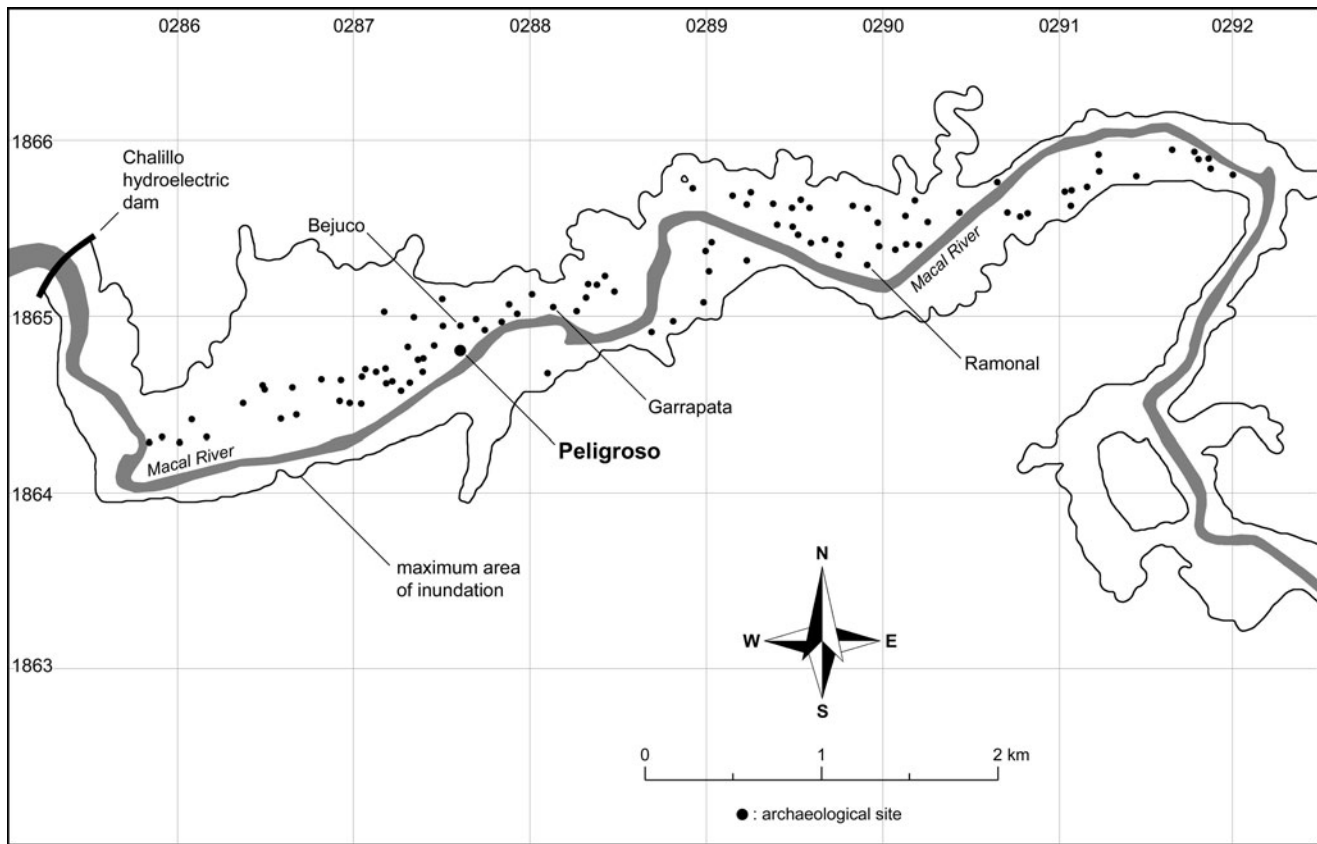 0286 0287 0288 0289 0290 0291 0292
1866
Chalillo
hydroelectric
dam
Bejuco
Macal River
1865
Ramonal
Garrapata
Peligroso
Macal River
1864
maximum area
of inundation
N
W E
S
1863
0 1 2 km
: archaeological site